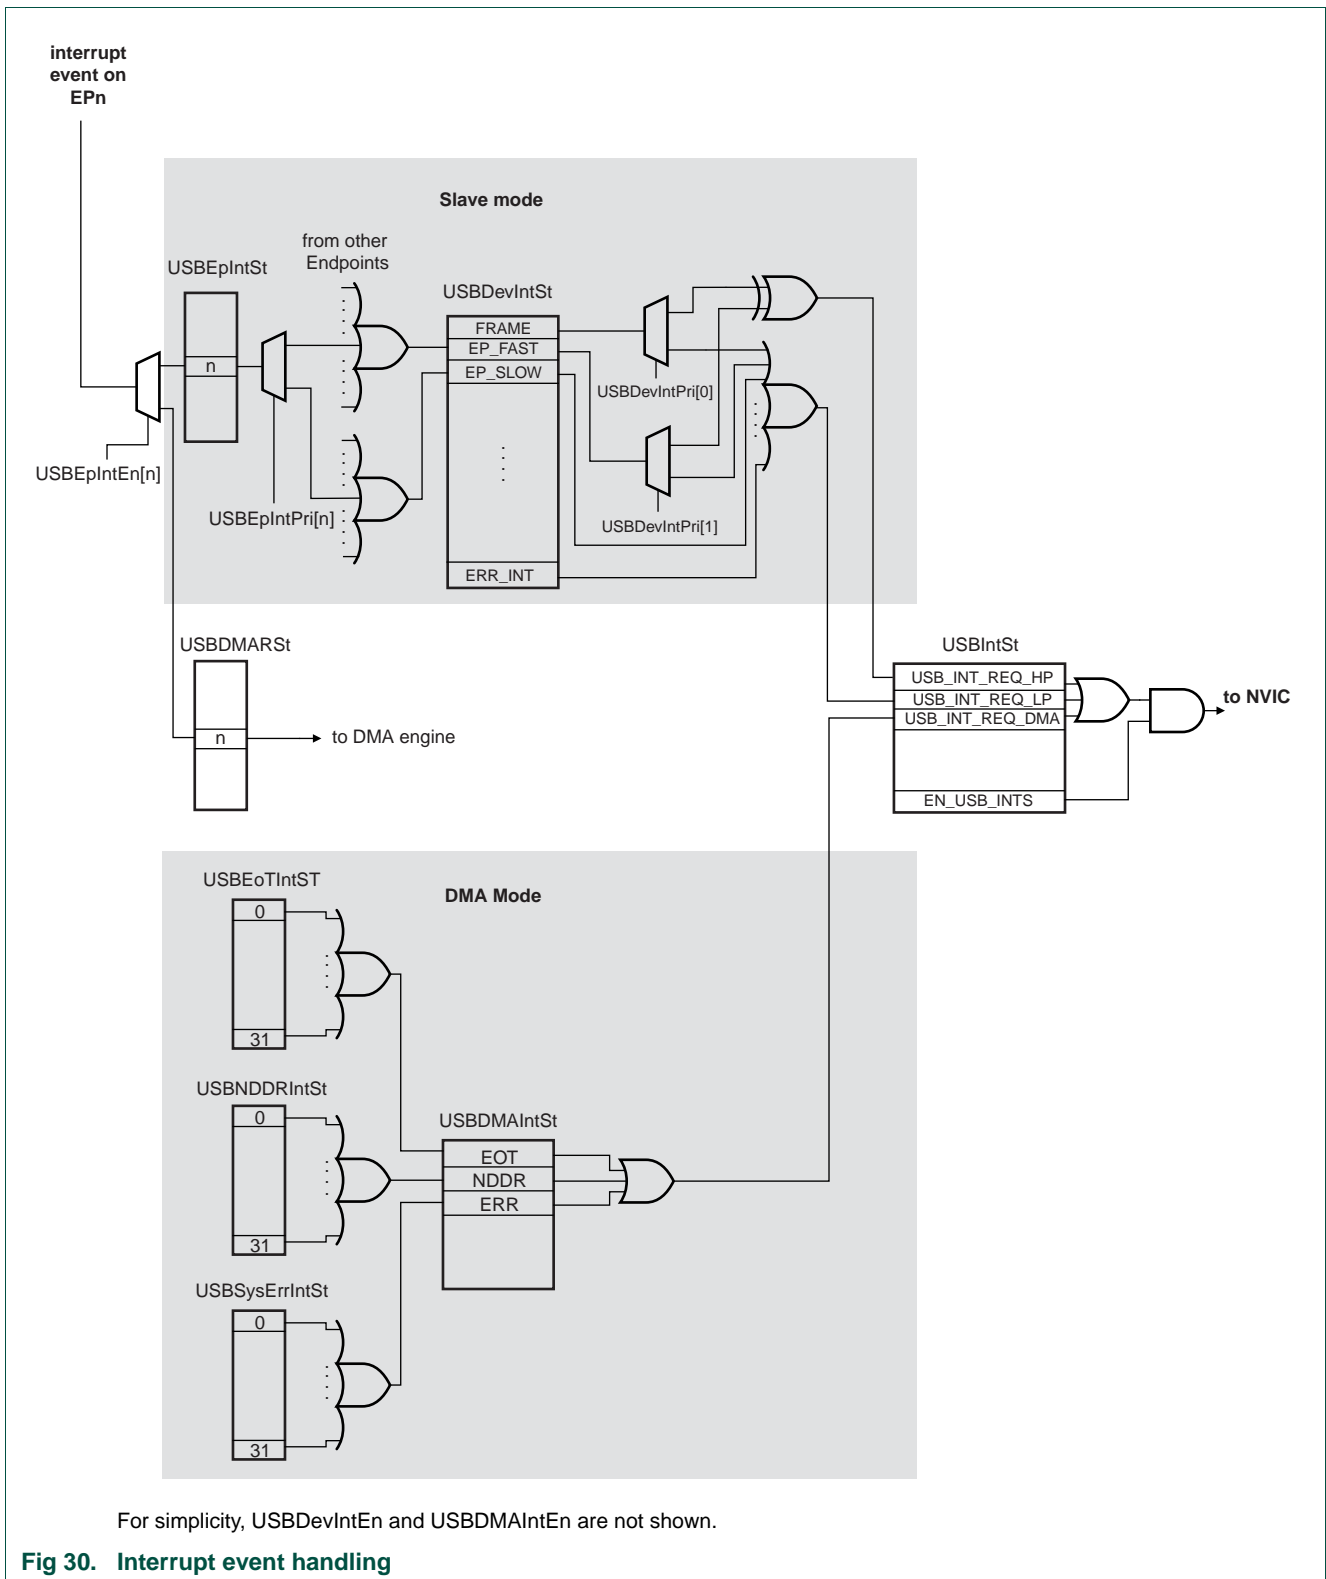 interrupt
event on
EPn
Slave mode
from other
Endpoints
USBEpIntSt
USBDevIntSt
FRAME
EP_FAST
EP_SLOW
n
USBDevIntPri[0]
USBEpIntEn[n]
USBEpIntPri[n]
USBDevIntPri[1]
ERR_INT
USBDMARSt
n
to DMA engine
USBIntSt
USB_INT_REQ_HP
USB_INT_REQ_LP
USB_INT_REQ_DMA
EN_USB_INTS
to NVIC
USBEoTIntST
DMA Mode
0
31
USBNDDRIntSt
0
31
USBDMAIntSt
EOT
NDDR
ERR
USBSysErrIntSt
0
31
For simplicity, USBDevIntEn and USBDMAIntEn are not shown.
Fig 30. Interrupt event handling